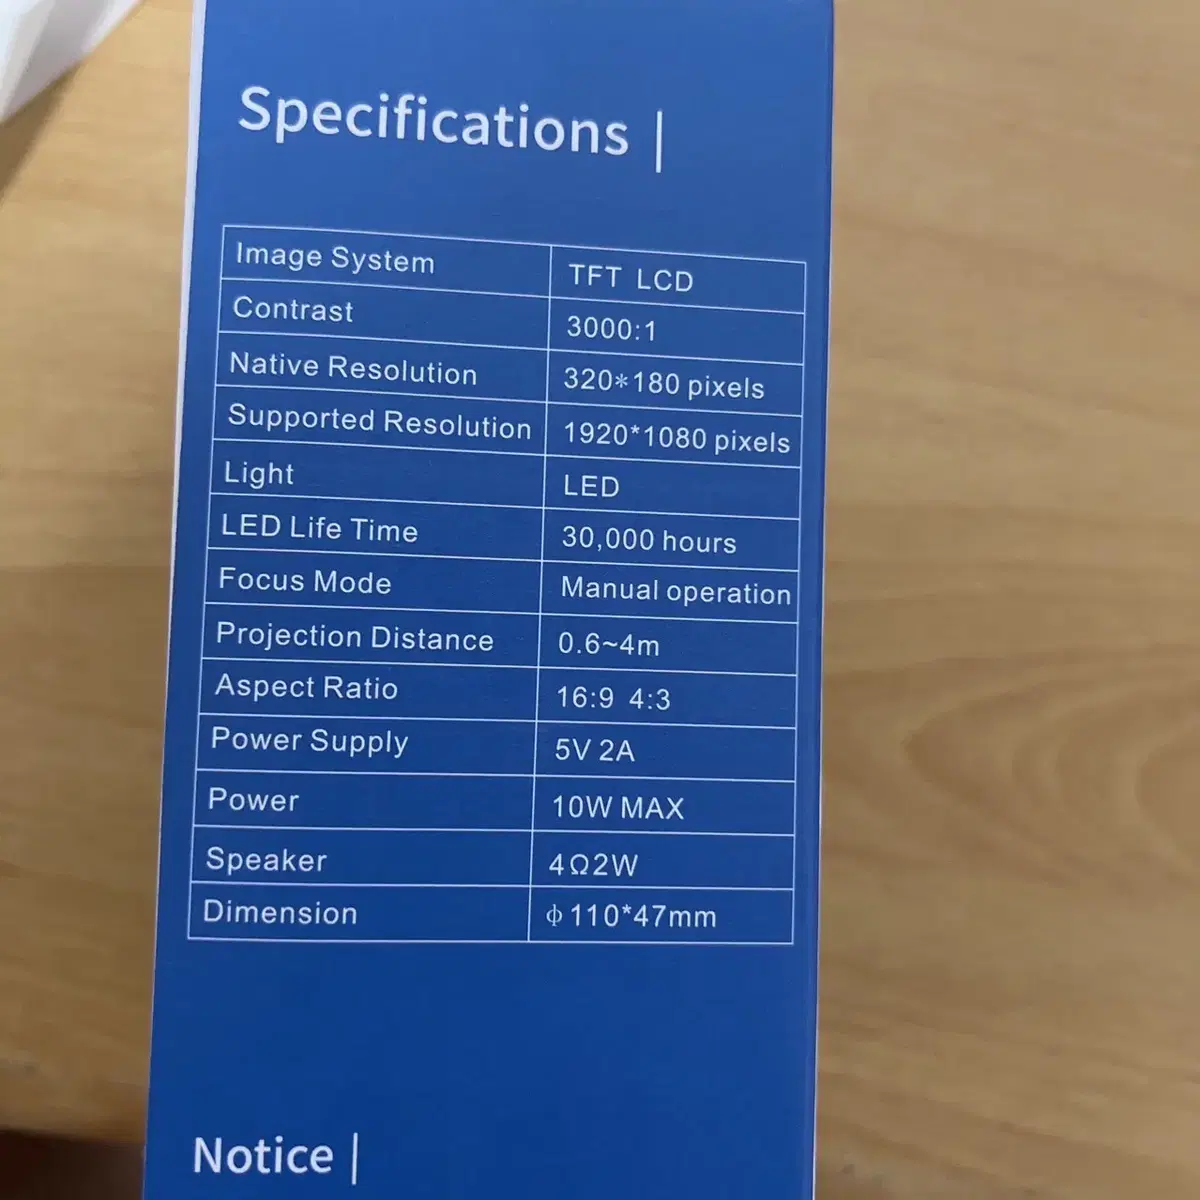 Specifications |
Image System TFT LCD
Contrast 3000:1
Native Resolution 320*180 pixels
Supported Resolution 1920*1080 pixels
Light LED
LED Life Time 30,000 hours
Focus Mode Manual operation
Projection Distance 0.6~4m
Aspect Ratio 16:9 4:3
Power Supply 5V 2A
Power 10W MAX
Speaker 4Ω2W
Dimension ф110*47mm
Notice |